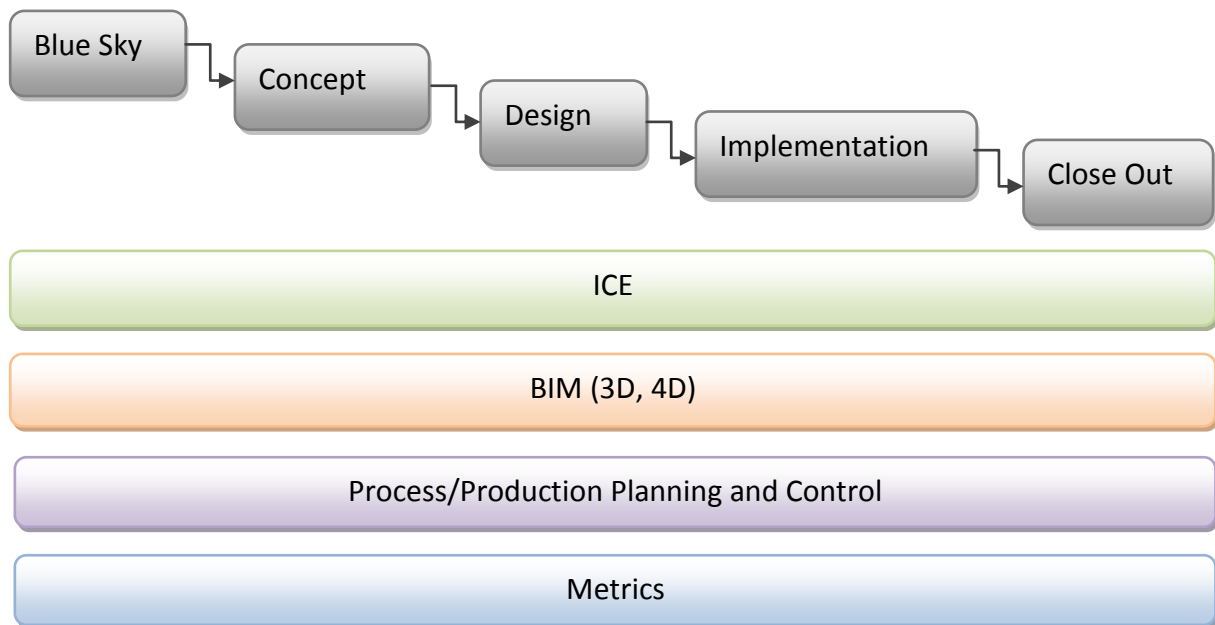 Blue Sky
Concept
Design
Implementation
Close Out
ICE
BIM (3D, 4D)
Process/Production Planning and Control
Metrics